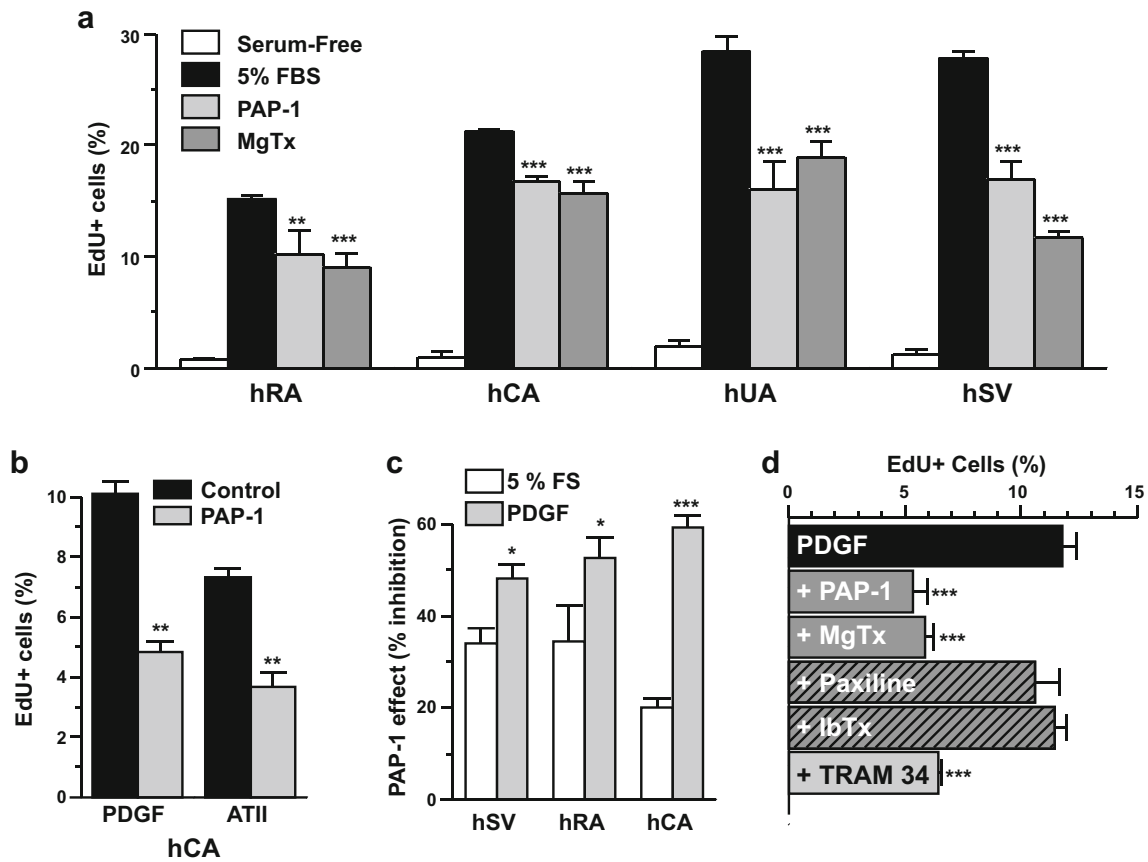 a
EdU+ cells (%)
30
20
10
0
Serum-Free
5% FBS
PAP-1
MgTx
**
***
***
***
***
***
***
***
hRA
hCA
hUA
hSV
b
EdU+ cells (%)
10
8
6
4
2
0
Control
PAP-1
**
**
PDGF
ATII
hCA
c
PAP-1 effect (% inhibition)
60
40
20
0
5 % FS
PDGF
*
*
***
hSV
hRA
hCA
d
EdU+ Cells (%)
0
5
10
15
PDGF
+ PAP-1
***
+ MgTx
***
+ Paxiline
+ IbTx
+ TRAM 34
***